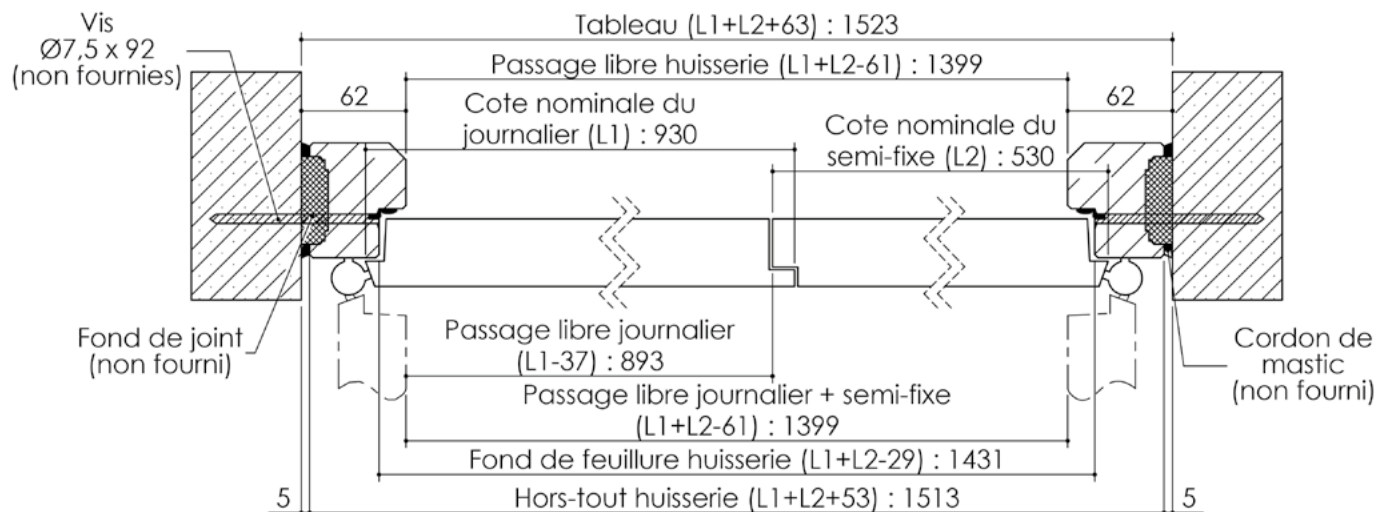 Vis
Ø7,5 x 92
(non fournies)
Tableau (L1+L2+63) : 1523
Passage libre huisserie (L1+L2-61) : 1399
62
62
Cote nominale du
journalier (L1) : 930
Cote nominale du
semi-fixe (L2) : 530
Fond de joint
(non fourni)
Passage libre journalier
(L1-37) : 893
Cordon de
mastic
(non fourni)
Passage libre journalier + semi-fixe
(L1+L2-61) : 1399
Fond de feuillure huisserie (L1+L2-29) : 1431
5
Hors-tout huisserie (L1+L2+53) : 1513
5